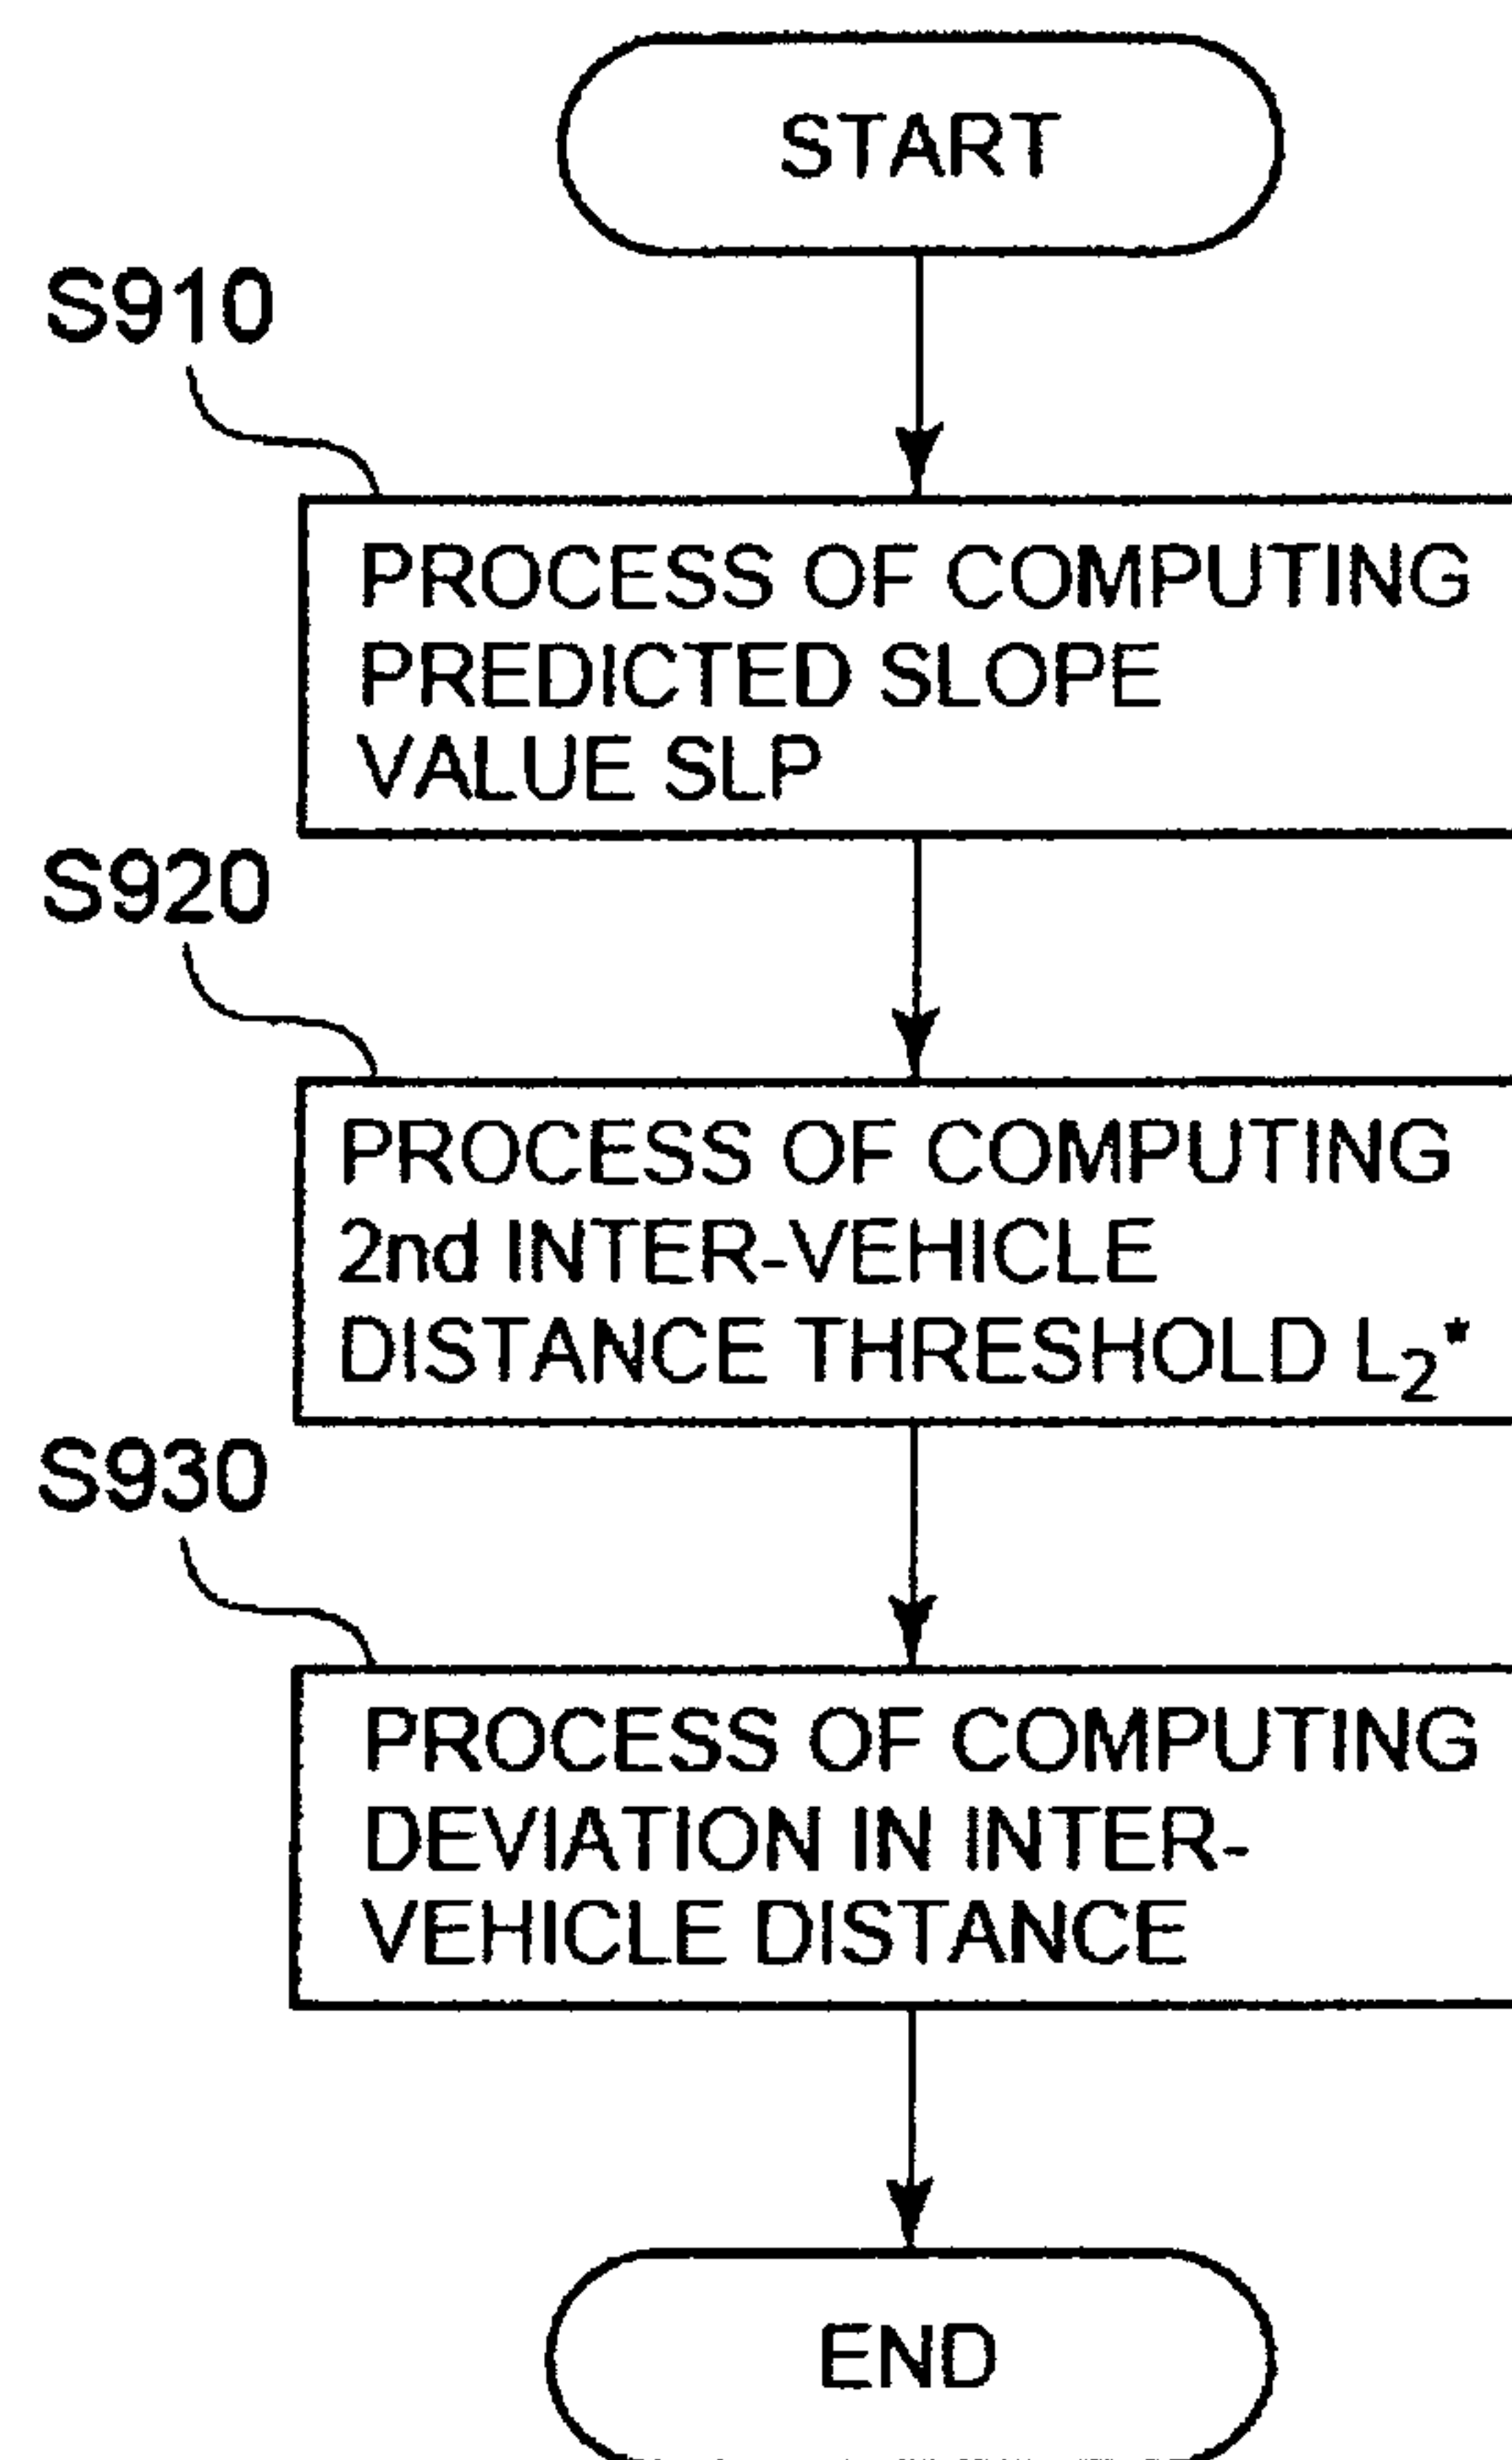 START
S910
PROCESS OF COMPUTING
PREDICTED SLOPE
VALUE SLP
S920
PROCESS OF COMPUTING
2nd INTER-VEHICLE
DISTANCE THRESHOLD L₂*
S930
PROCESS OF COMPUTING
DEVIATION IN INTER-
VEHICLE DISTANCE
END